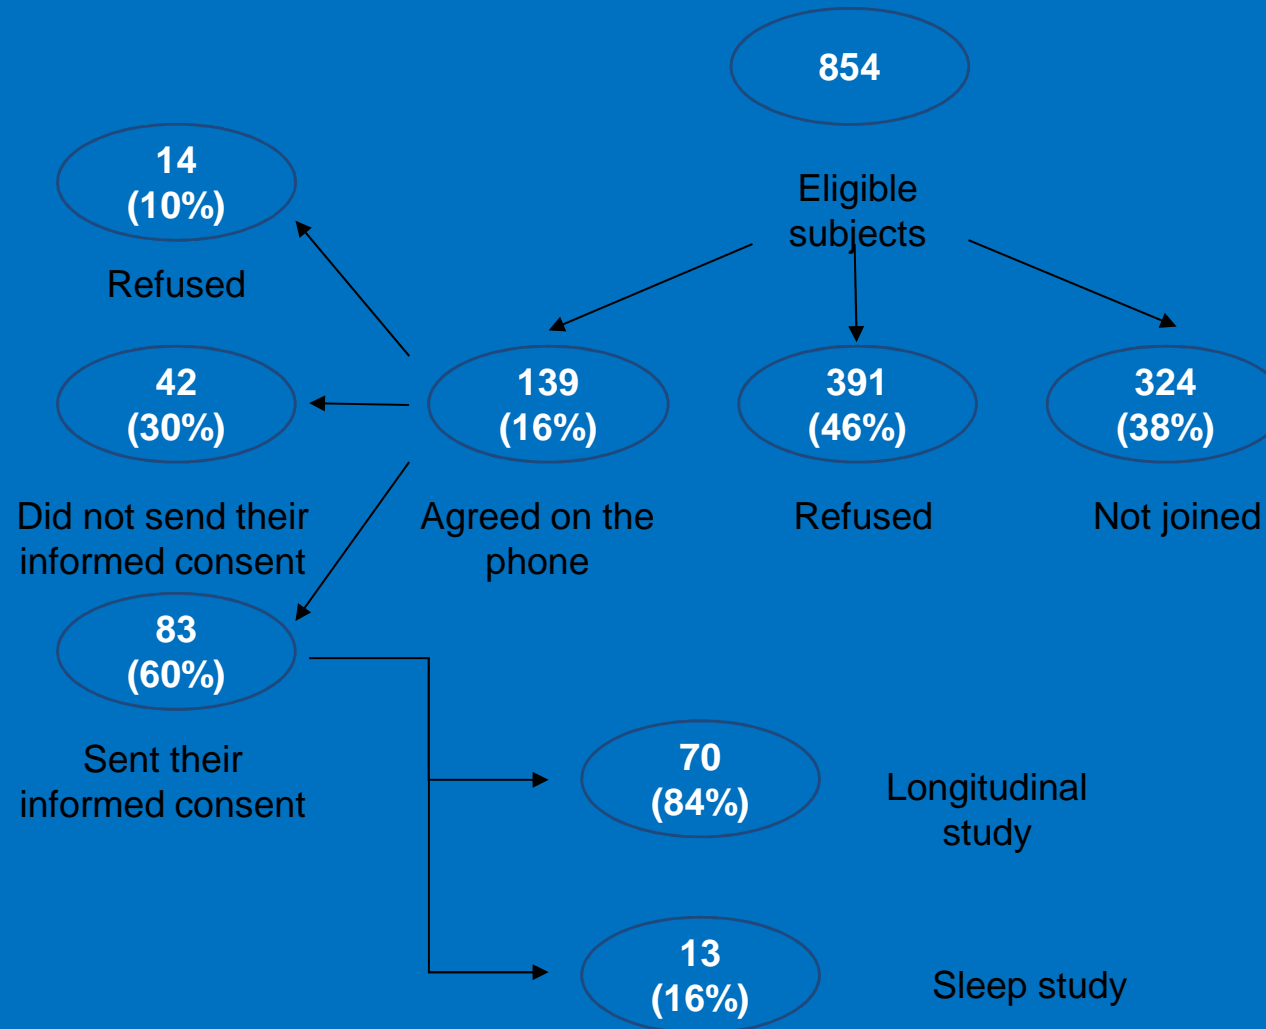 854
Eligible
subjects
14
(10%)
Refused
42
(30%)
Did not send their
informed consent
139
(16%)
Agreed on the
phone
391
(46%)
Refused
324
(38%)
Not joined
83
(60%)
Sent their
informed consent
70
(84%)
Longitudinal
study
13
(16%)
Sleep study